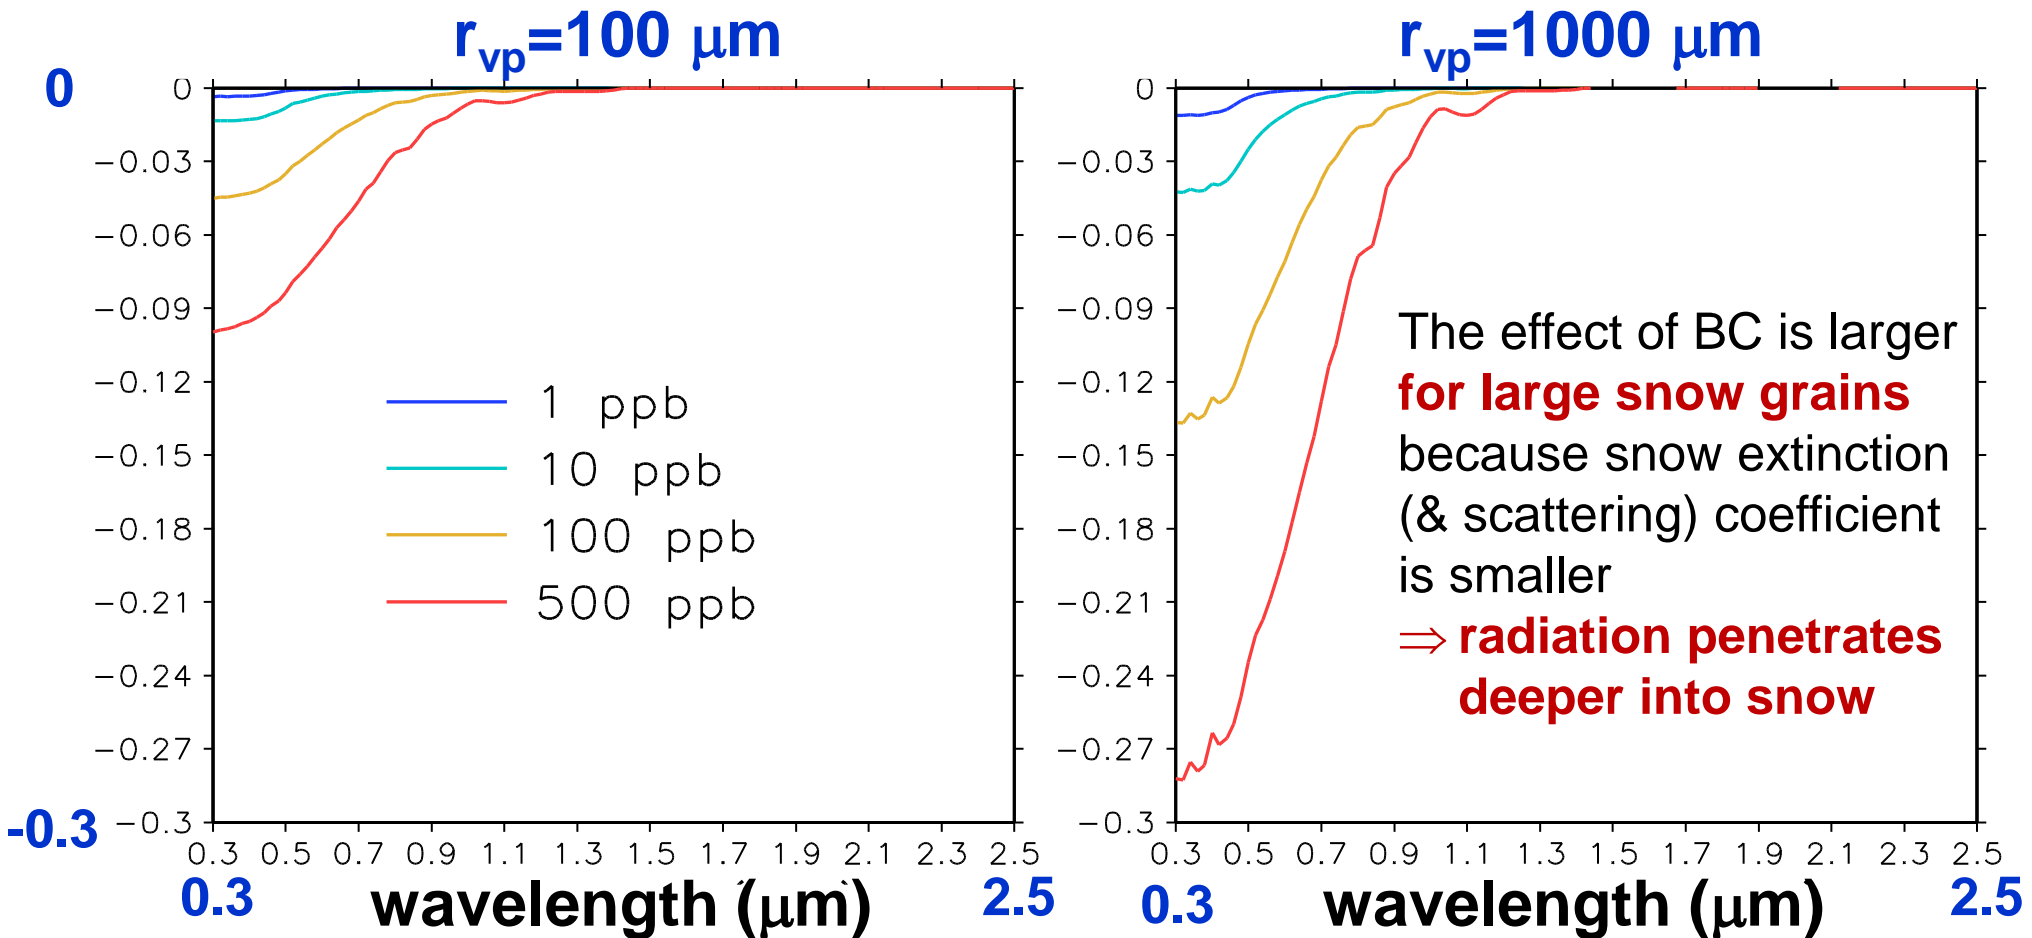 r_vp=100 μm
0
0
-0.03
-0.06
-0.09
-0.12
-0.15
-0.18
-0.21
-0.24
-0.27
-0.3
-0.3
1 ppb
10 ppb
100 ppb
500 ppb
0.3 0.5 0.7 0.9 1.1 1.3 1.5 1.7 1.9 2.1 2.3 2.5
0.3 wavelength (μm) 2.5
r_vp=1000 μm
0
-0.03
-0.06
-0.09
-0.12
-0.15
-0.18
-0.21
-0.24
-0.27
-0.3
The effect of BC is larger
for large snow grains
because snow extinction
(& scattering) coefficient
is smaller
⇒ radiation penetrates
deeper into snow
0.3 0.5 0.7 0.9 1.1 1.3 1.5 1.7 1.9 2.1 2.3 2.5
0.3 wavelength (μm) 2.5